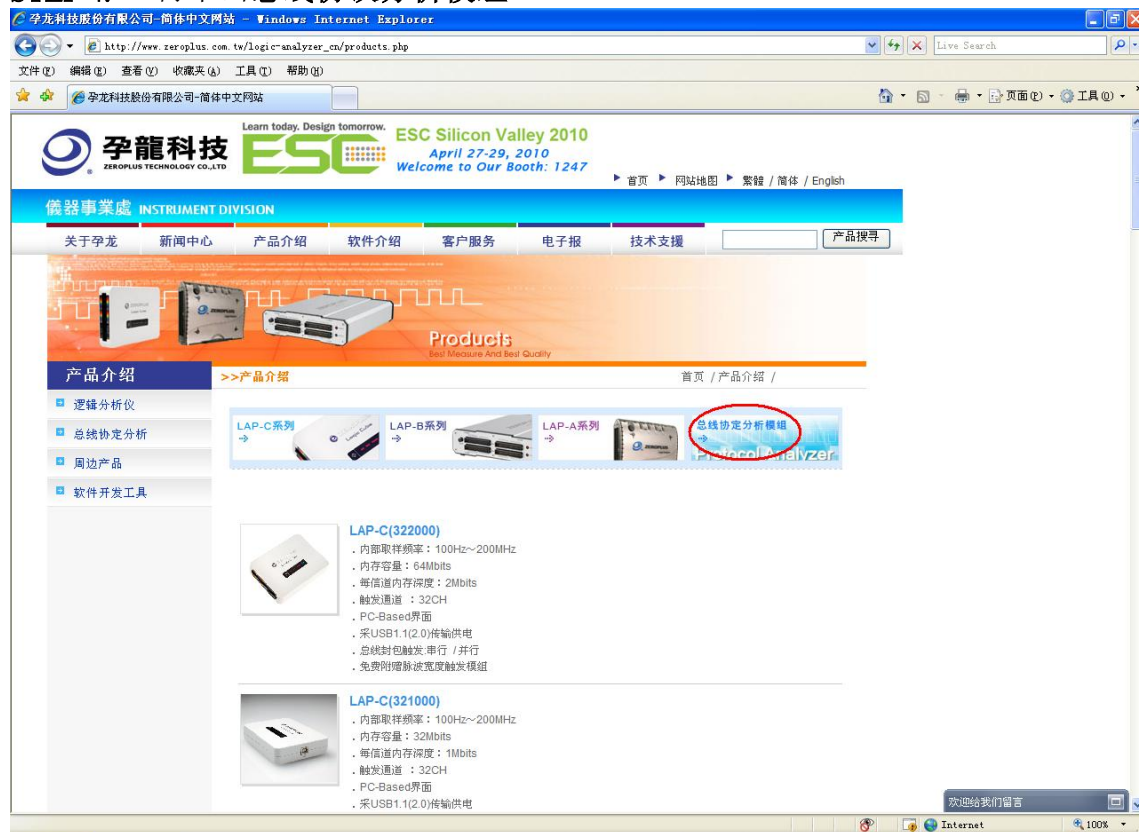 孕龙科技股份有限公司-简体中文网站 - Windows Internet Explorer
http://www.zeroplus.com.tw/logic-analyzer_cn/products.php
Live Search
文件(F) 编辑(E) 查看(V) 收藏夹(A) 工具(T) 帮助(H)
孕龙科技股份有限公司-简体中文网站
页面(P) 工具(O)
孕龍科技
ZEROPLUS TECHNOLOGY CO.,LTD
Learn today. Design tomorrow.
ESC
ESC Silicon Valley 2010
April 27-29, 2010
Welcome to Our Booth: 1247
首页 网站地图 繁體 / 简体 / English
儀器事業處 INSTRUMENT DIVISION
关于孕龙 新闻中心 产品介绍 软件介绍 客户服务 电子报 技术支援 产品搜寻
Products
Best Measure And Best Quality
产品介绍
>>产品介绍
首页 / 产品介绍 /
逻辑分析仪
总线协定分析
周边产品
软件开发工具
LAP-C系列
LAP-B系列
LAP-A系列
总线协定分析模组
Protocol Analyzer
LAP-C(322000)
. 内部取样频率：100Hz～200MHz
. 内存容量：64Mbits
. 每信道内存深度：2Mbits
. 触发通道 ：32CH
. PC-Based界面
. 采USB1.1(2.0)传输供电
. 总线封包触发:串行 /并行
. 免费附赠脉波宽度触发模组
LAP-C(321000)
. 内部取样频率：100Hz～200MHz
. 内存容量：32Mbits
. 每信道内存深度：1Mbits
. 触发通道 ：32CH
. PC-Based界面
. 采USB1.1(2.0)传输供电
欢迎给我们留言
Internet
100%